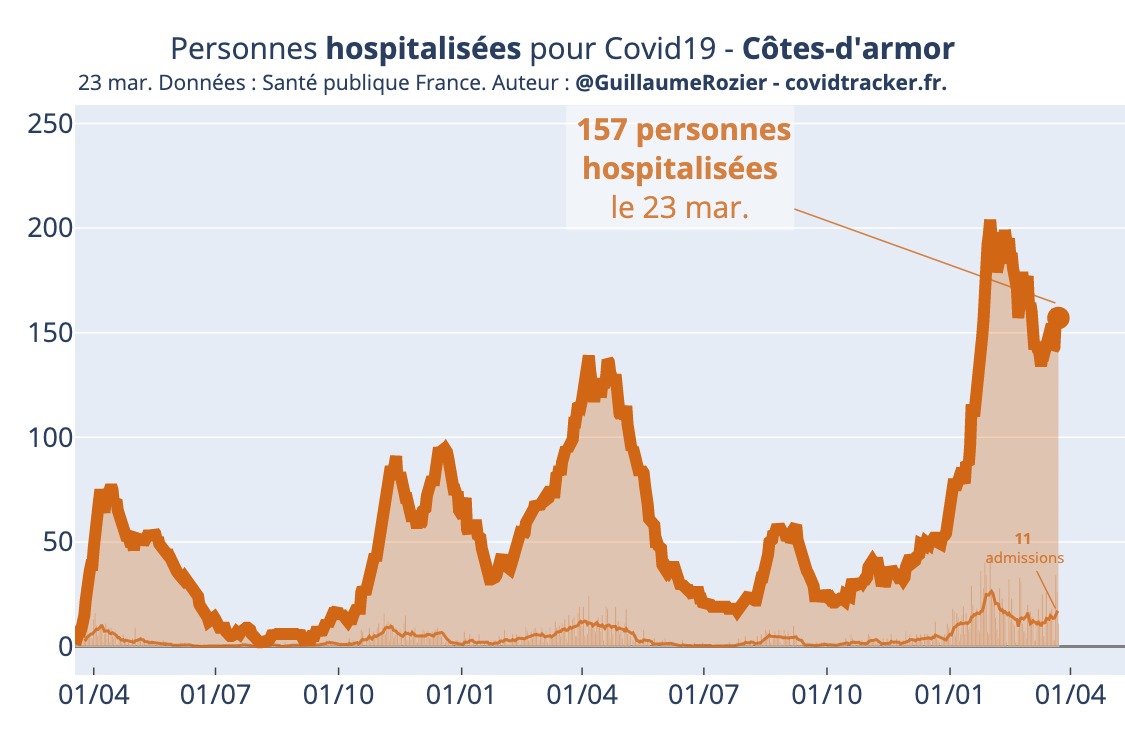 Personnes hospitalisées pour Covid19 - Côtes-d'armor
23 mar. Données : Santé publique France. Auteur : @GuillaumeRozier - covidtracker.fr.
250
157 personnes
hospitalisées
le 23 mar.
200
150
100
50
11
admissions
0
01/04 01/07 01/10 01/01 01/04 01/07 01/10 01/01 01/04